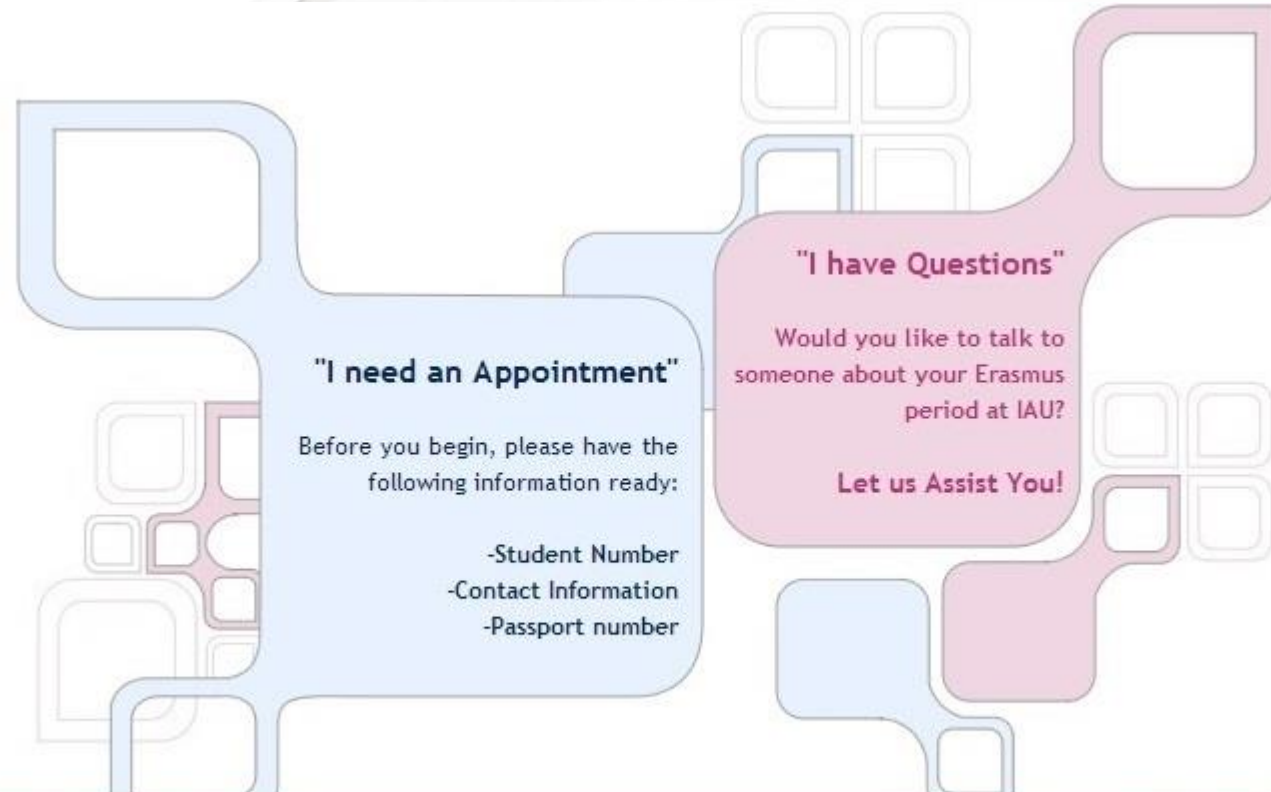 "I need an Appointment"
Before you begin, please have the
following information ready:
-Student Number
-Contact Information
-Passport number
"I have Questions"
Would you like to talk to
someone about your Erasmus
period at IAU?
Let us Assist You!